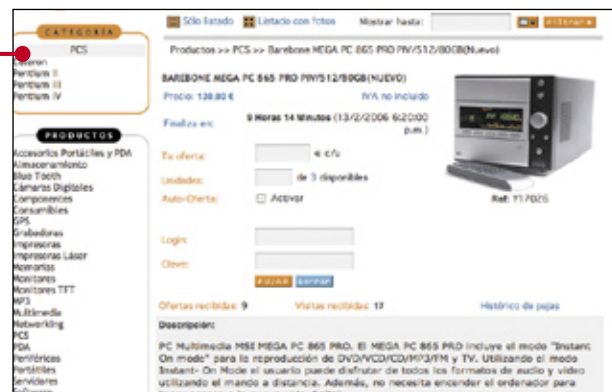 CATEGORÍA
PCS
Celeron
Pentium II
Pentium III
Pentium IV
PRODUCTOS
Accesorios Portátiles y PDA
Almacenamiento
Blue Tooth
Cámaras Digitales
Componentes
Consumibles
GPS
Grabadoras
Impresoras
Impresoras Láser
Memorias
Monitores
Monitores TFT
MP3
Multimedia
Networking
PCS
PDA
Periféricos
Portátiles
Servidores
Software
Sólo listado Listado con fotos Mostrar hasta:
Productos >> PCS >> Barebone MEGA PC 865 PRO PIV/512/80GB(Nuevo)
BAREBONE MEGA PC 865 PRO PIV/512/80GB(NUEVO)
Precio: 130,00 € IVA no incluido
Finaliza en: 9 Horas 14 Minutos (13/2/2006 6:20:00
p.m.)
Tu oferta: € c/u
Unidades: de 3 disponibles
Auto-Oferta: Activar
Ref: Y17026
Login:
Clave:
PUJAR borrar
Ofertas recibidas: 9 Visitas recibidas: 17 Histórico de pujas
Descripción:
PC Multimedia MSI MEGA PC 865 PRO. El MEGA PC 865 PRO incluye el modo "Instant
On mode" para la reproducción de DVD/VCD/CD/MP3/FM y TV. Utilizando el modo
Instant- On Mode el usuario puede disfrutar de todos los formatos de audio y video
utilizando el mando a distancia. Además, no necesita encender el ordenador para